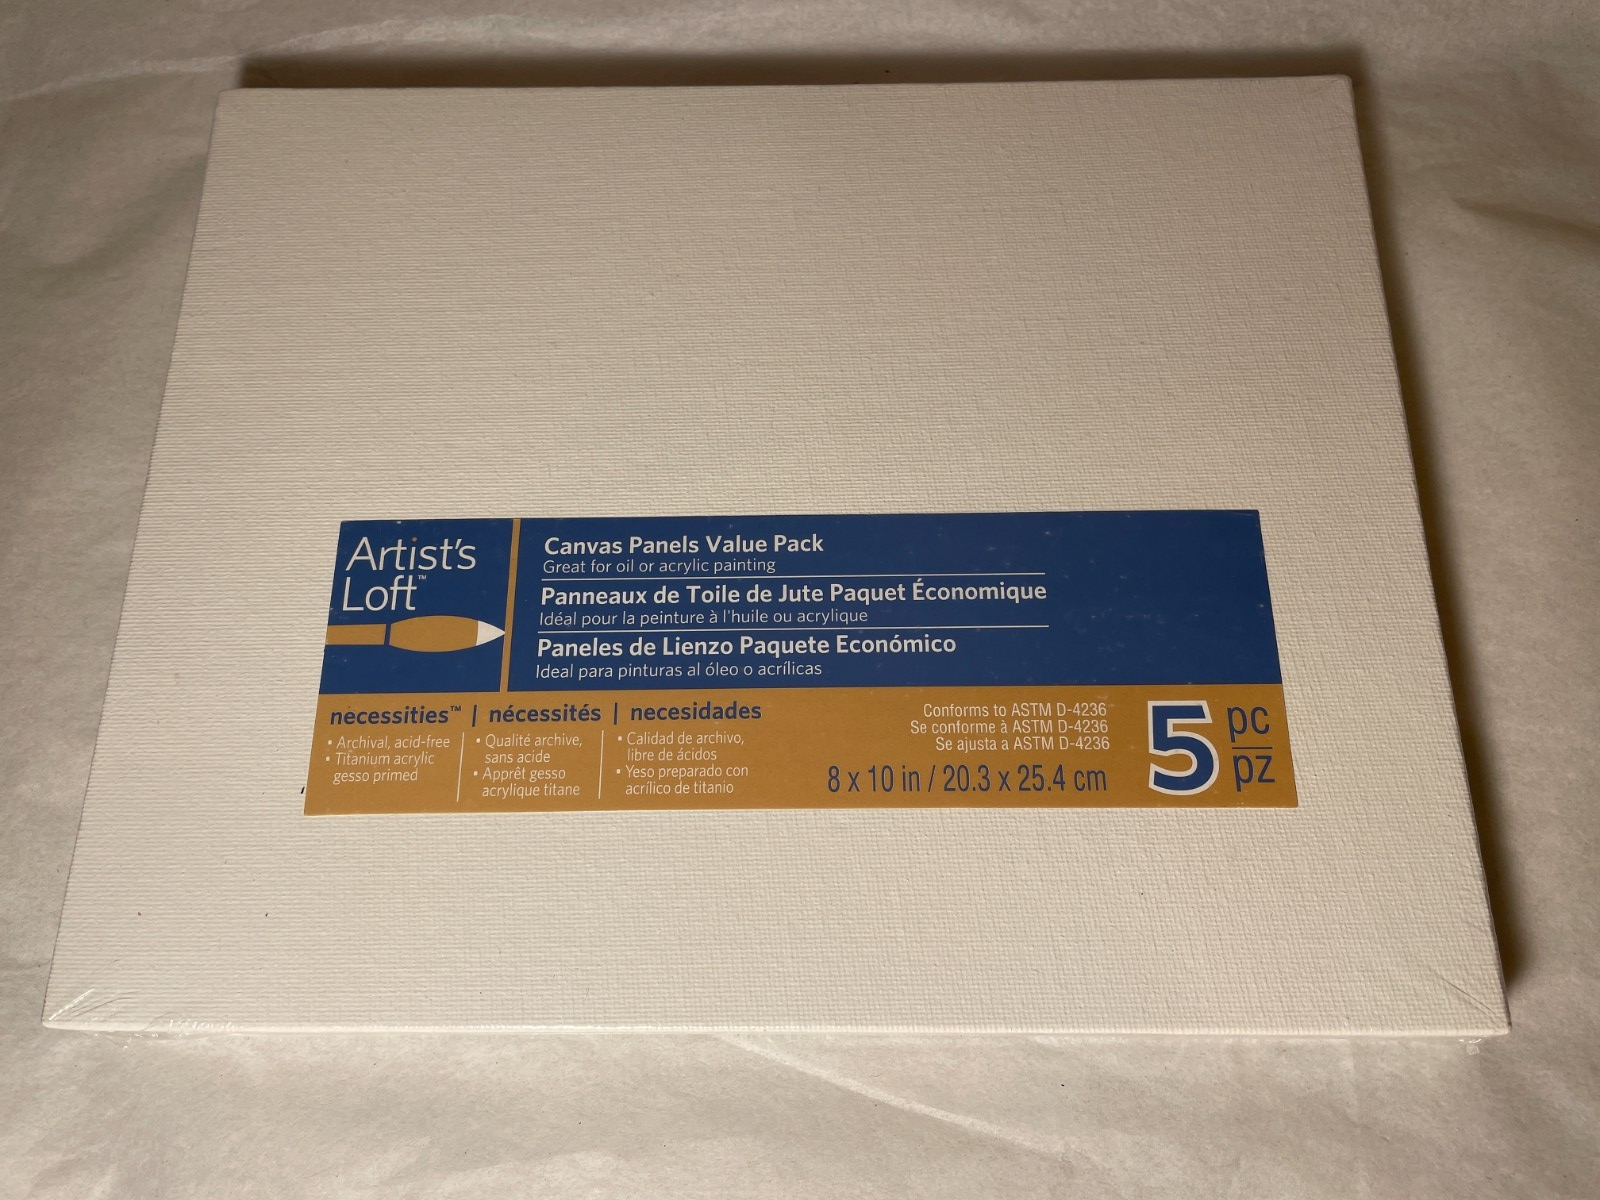 Artist's
Loft™
Canvas Panels Value Pack
Great for oil or acrylic painting
Panneaux de Toile de Jute Paquet Économique
Idéal pour la peinture à l'huile ou acrylique
Paneles de Lienzo Paquete Económico
Ideal para pinturas al óleo o acrílicas
necessities™ | nécessités | necesidades
• Archival, acid-free
• Titanium acrylic
gesso primed
• Qualité archive,
sans acide
• Apprêt gesso
acrylique titane
• Calidad de archivo,
libre de ácidos
• Yeso preparado con
acrílico de titanio
Conforms to ASTM D-4236
Se conforme à ASTM D-4236
Se ajusta a ASTM D-4236
8 x 10 in / 20.3 x 25.4 cm
5
pc
pz